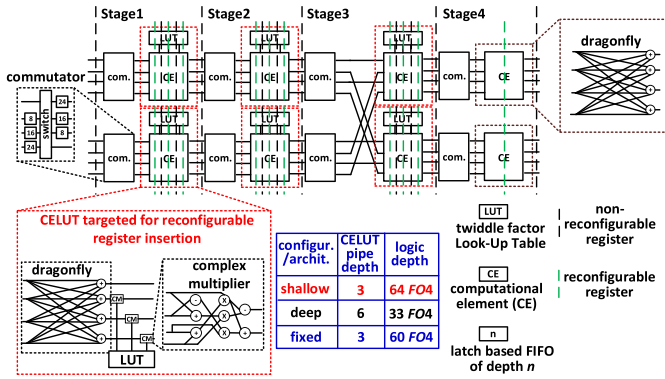 Stage1 Stage2 Stage3 Stage4
LUT LUT LUT
dragonfly
com. CE com. CE com. CE com. CE
commutator
switch
24
8 16
16 8
24
LUT LUT LUT
com. CE com. CE com. CE com. CE
CELUT targeted for reconfigurable
register insertion
dragonfly
complex
multiplier
CM
CM
CM
LUT
configur. CELUT logic
/archit. pipe depth
depth
shallow 3 64 FO4
deep 6 33 FO4
fixed 3 60 FO4
LUT
twiddle factor
Look-Up Table
CE
computational
element (CE)
n
latch based FIFO
of depth n
non-
reconfigurable
register
reconfigurable
register